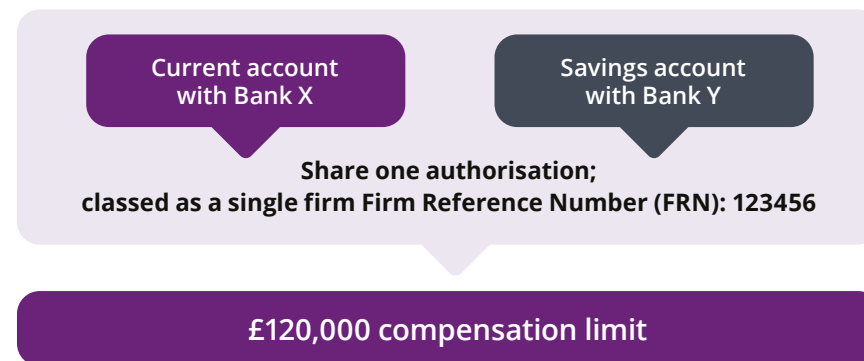 Current account
with Bank X
Savings account
with Bank Y
Share one authorisation;
classed as a single firm Firm Reference Number (FRN): 123456
£120,000 compensation limit